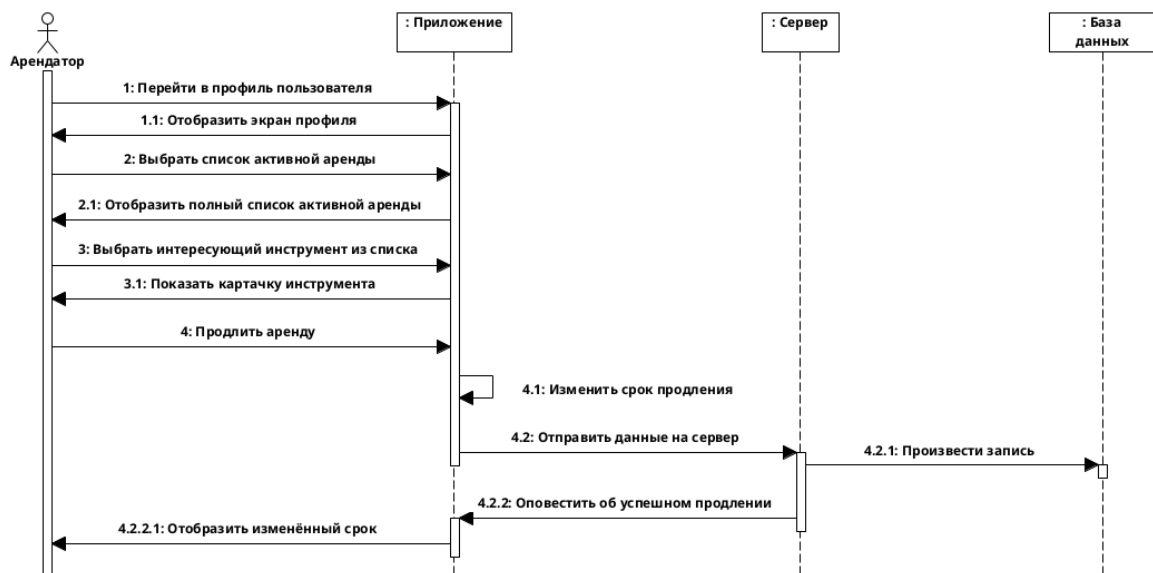 : Приложение
: Сервер
: База
данных
Арендатор
1: Перейти в профиль пользователя
1.1: Отобразить экран профиля
2: Выбрать список активной аренды
2.1: Отобразить полный список активной аренды
3: Выбрать интересующий инструмент из списка
3.1: Показать картачку инструмента
4: Продлить аренду
4.1: Изменить срок продления
4.2: Отправить данные на сервер
4.2.1: Произвести запись
4.2.2: Оповестить об успешном продлении
4.2.2.1: Отобразить изменённый срок